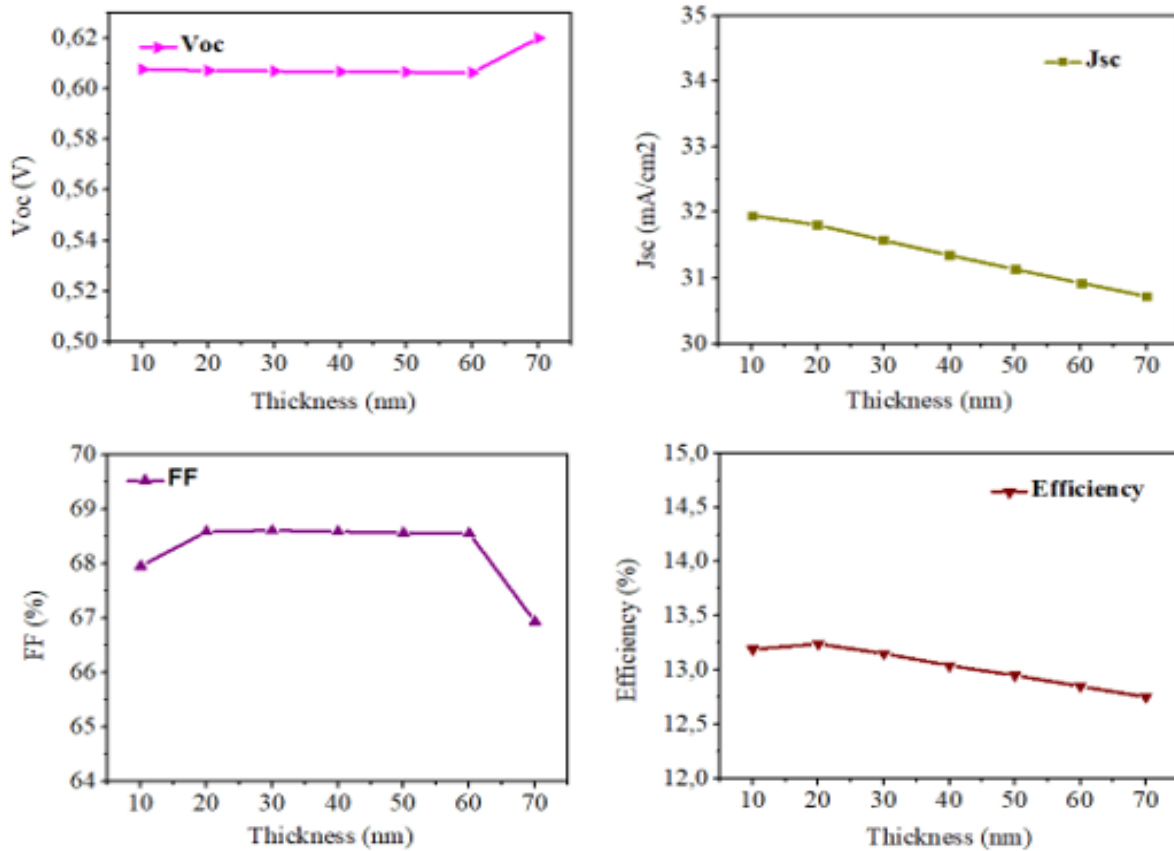 Voc
Voc (V)
0,62
0,60
0,58
0,56
0,54
0,52
0,50
10 20 30 40 50 60 70
Thickness (nm)
Jsc
Jsc (mA/cm2)
35
34
33
32
31
30
10 20 30 40 50 60 70
Thickness (nm)
FF
FF (%)
70
69
68
67
66
65
64
10 20 30 40 50 60 70
Thickness (nm)
Efficiency
Efficiency (%)
15,0
14,5
14,0
13,5
13,0
12,5
12,0
10 20 30 40 50 60 70
Thickness (nm)